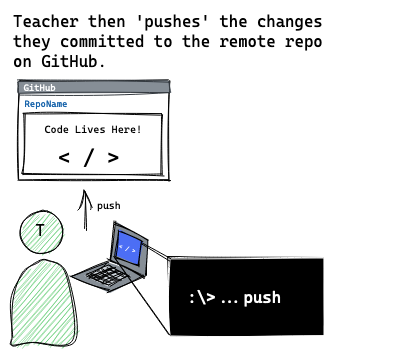 Teacher then 'pushes' the changes
they committed to the remote repo
on GitHub.
GitHub
RepoName
Code Lives Here!
< / >
push
T
< / >
:\> ... push